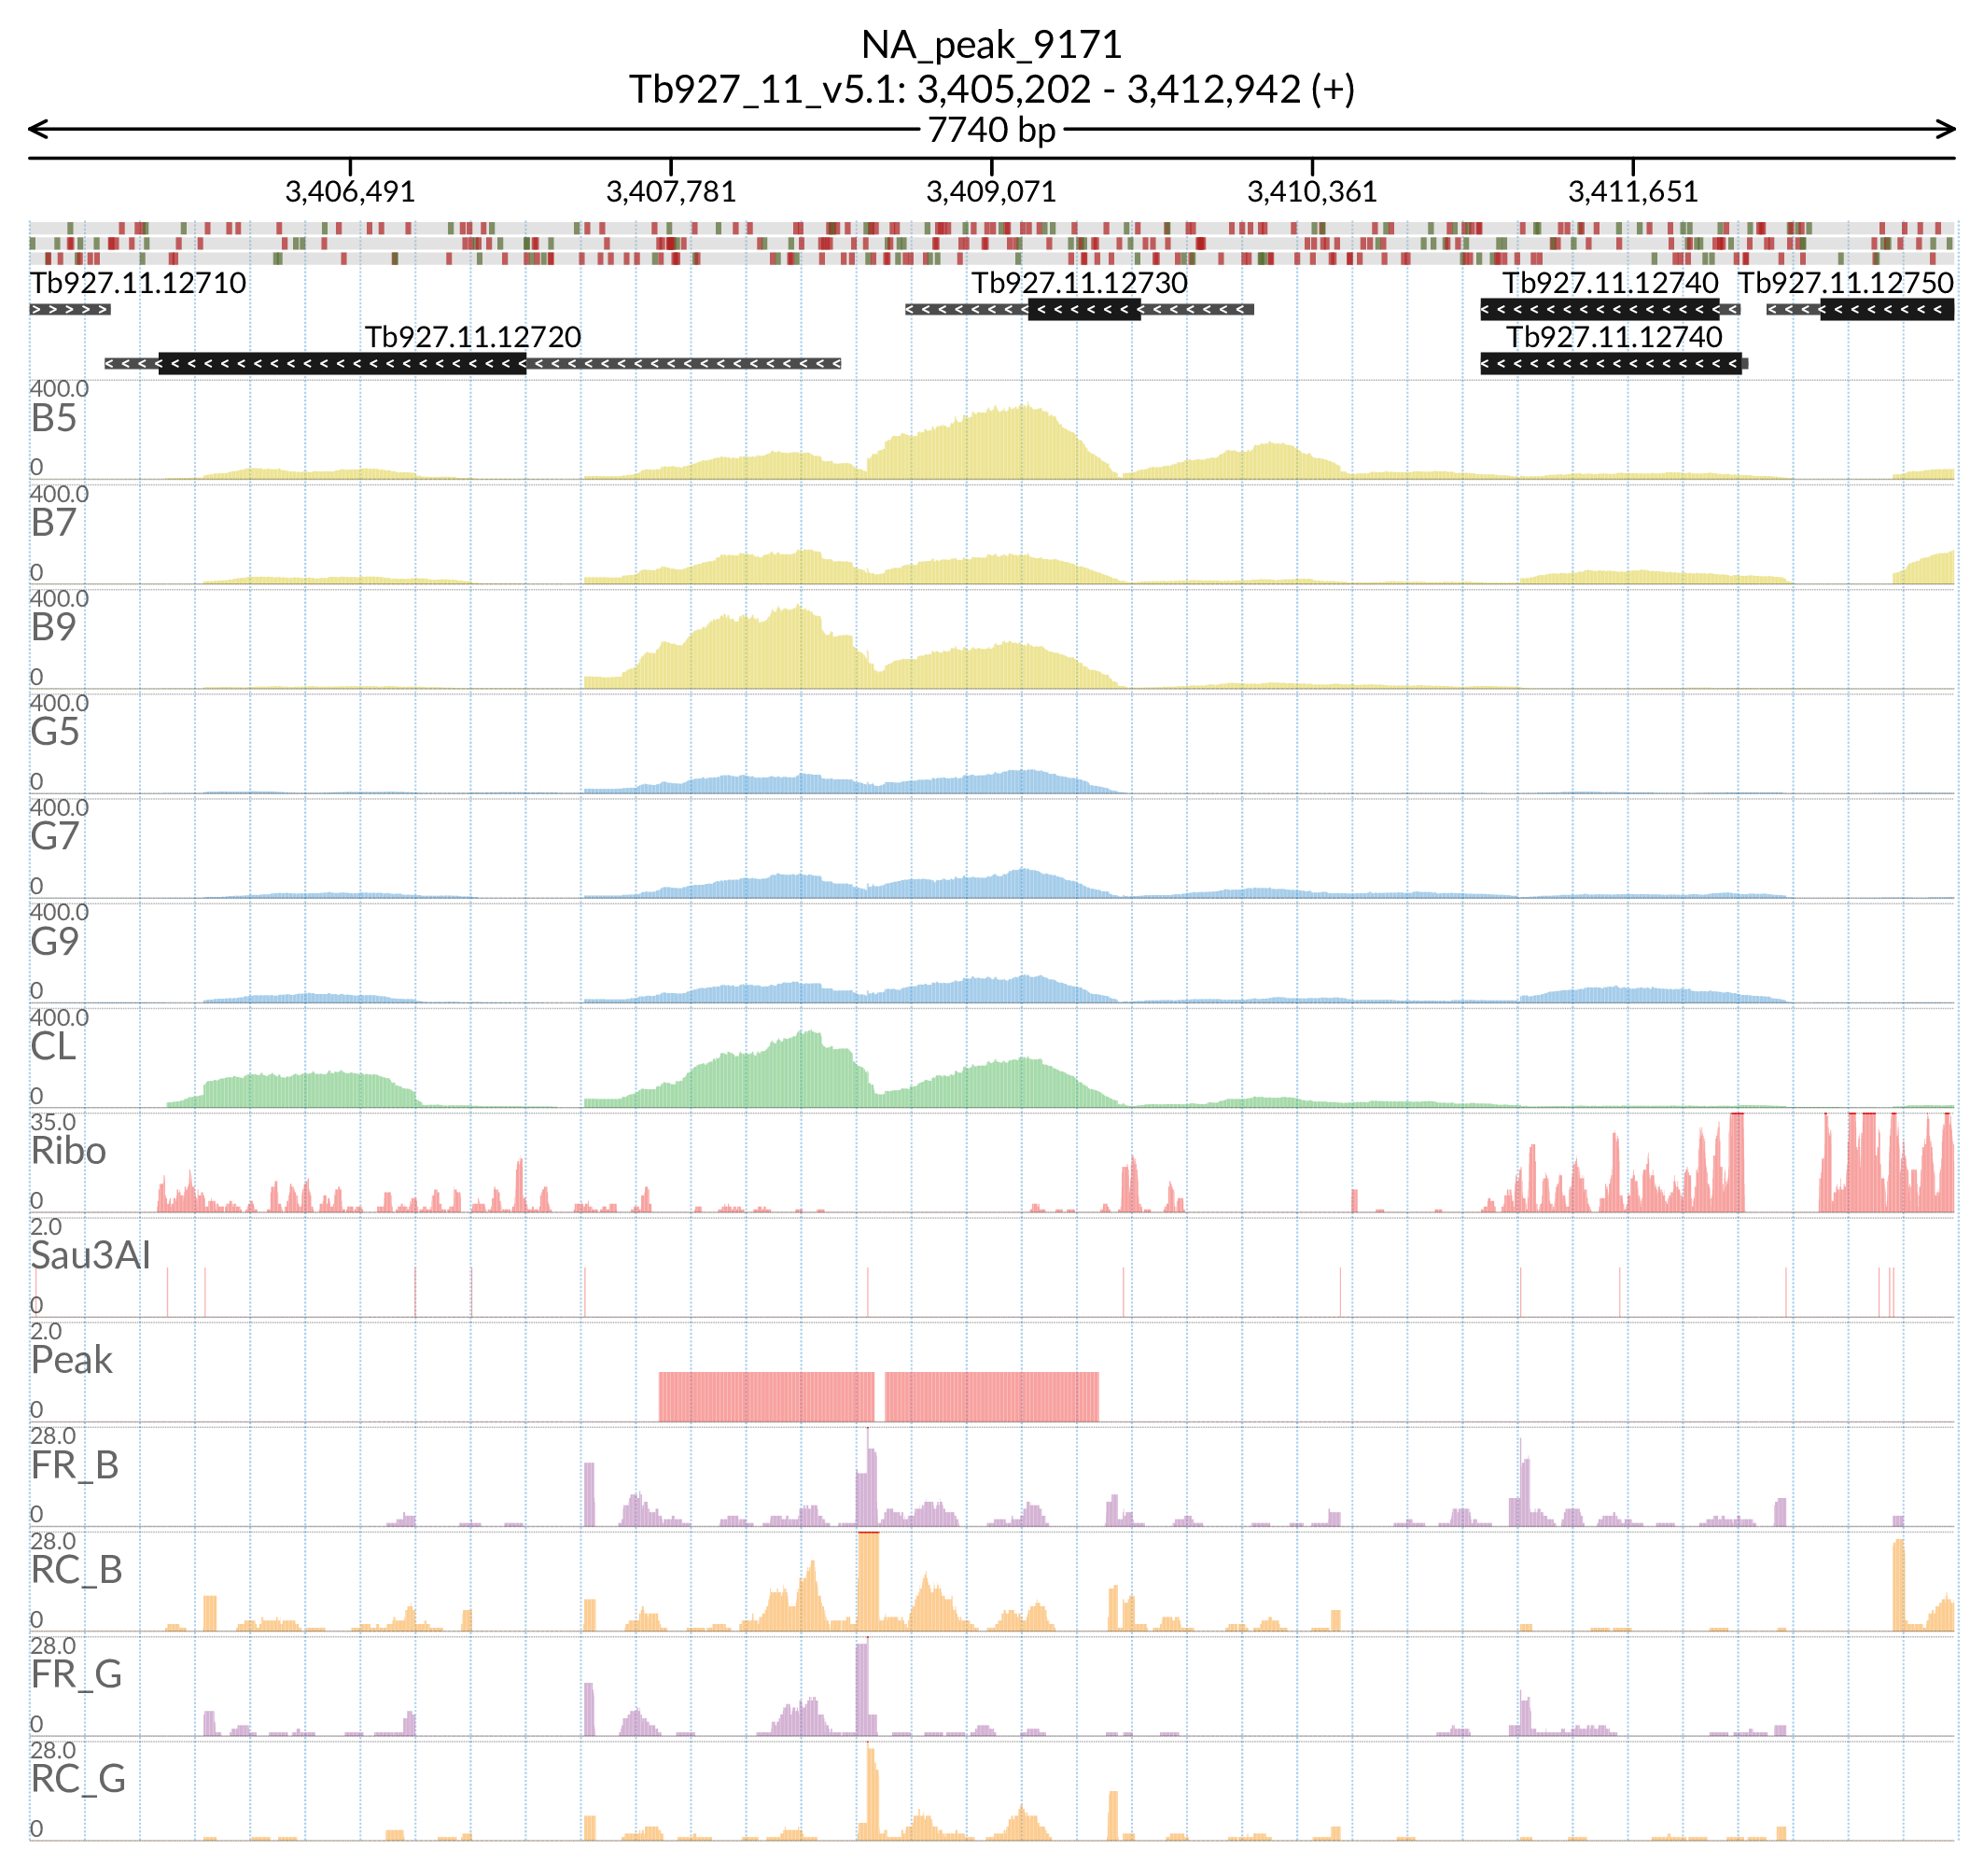 NA_peak_9171
Tb927_11_v5.1: 3,405,202 - 3,412,942 (+)
7740 bp
3,406,491 3,407,781 3,409,071 3,410,361 3,411,651
Tb927.11.12710 Tb927.11.12730 Tb927.11.12740 Tb927.11.12750
Tb927.11.12720 Tb927.11.12740
400.0
B5
0
400.0
B7
0
400.0
B9
0
400.0
G5
0
400.0
G7
0
400.0
G9
0
400.0
CL
0
35.0
Ribo
0
2.0
Sau3AI
0
2.0
Peak
0
28.0
FR_B
0
28.0
RC_B
0
28.0
FR_G
0
28.0
RC_G
0